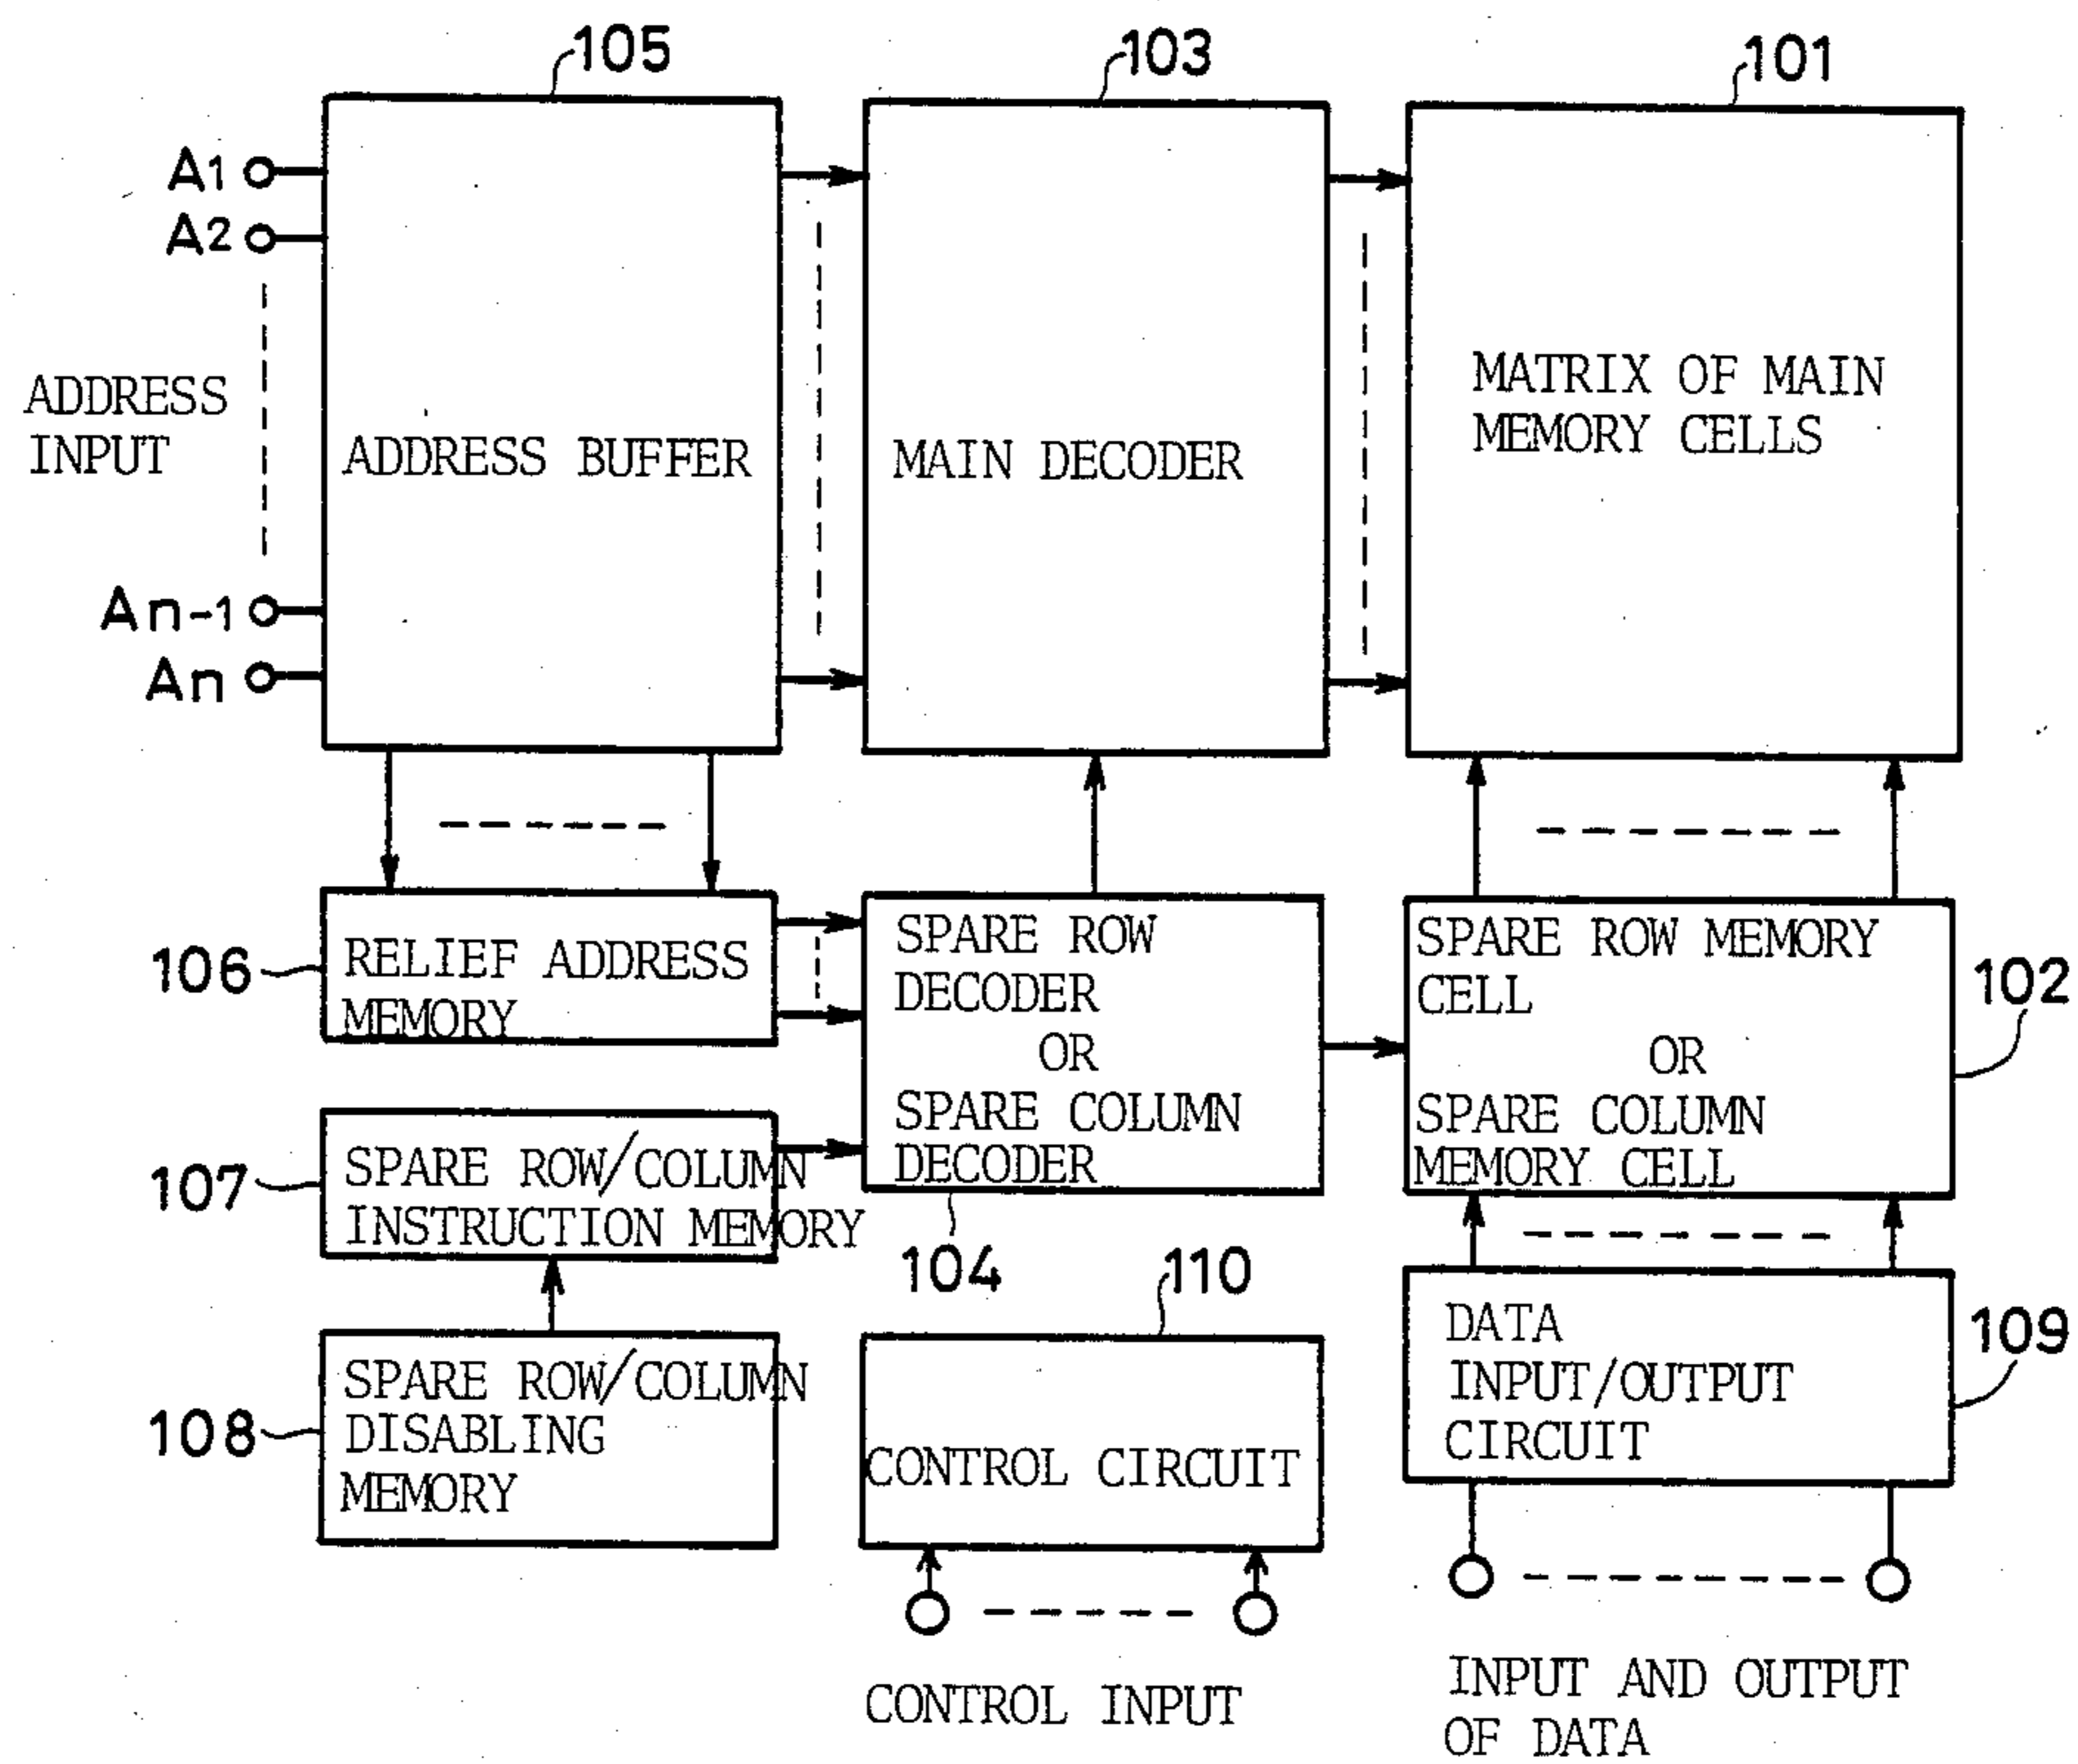 105
103
101
A1
A2
ADDRESS
INPUT
An-1
An
ADDRESS BUFFER
MAIN DECODER
MATRIX OF MAIN
MEMORY CELLS
106
RELIEF ADDRESS
MEMORY
SPARE ROW
DECODER
OR
SPARE COLUMN
DECODER
104
SPARE ROW MEMORY
CELL
OR
SPARE COLUMN
MEMORY CELL
102
107
SPARE ROW/COLUMN
INSTRUCTION MEMORY
108
SPARE ROW/COLUMN
DISABLING
MEMORY
110
CONTROL CIRCUIT
CONTROL INPUT
DATA
INPUT/OUTPUT
CIRCUIT
109
INPUT AND OUTPUT
OF DATA